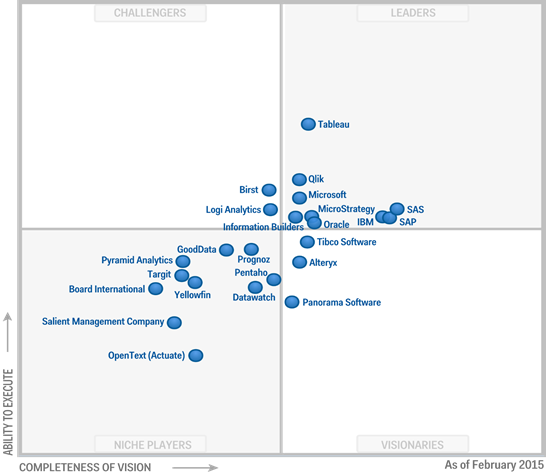 CHALLENGERS
LEADERS
Tableau
Qlik
Birst
Microsoft
Logi Analytics
MicroStrategy
SAS
IBM
SAP
Information Builders
Oracle
Tibco Software
GoodData
Prognoz
Pyramid Analytics
Alteryx
Targit
Pentaho
Board International
Yellowfin
Datawatch
Panorama Software
Salient Management Company
OpenText (Actuate)
NICHE PLAYERS
VISIONARIES
ABILITY TO EXECUTE
COMPLETENESS OF VISION
As of February 2015